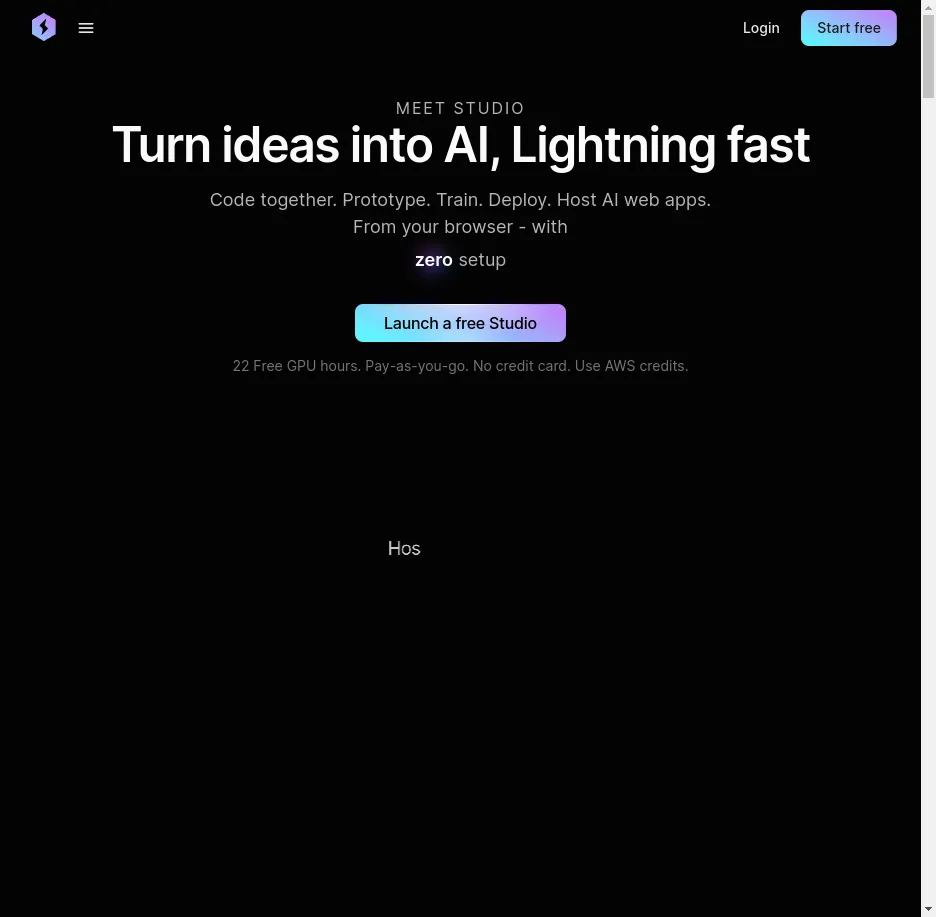 Login
Start free
MEET STUDIO
Turn ideas into AI, Lightning fast
Code together. Prototype. Train. Deploy. Host AI web apps.
From your browser - with
zero setup
Launch a free Studio
22 Free GPU hours. Pay-as-you-go. No credit card. Use AWS credits.
Hos